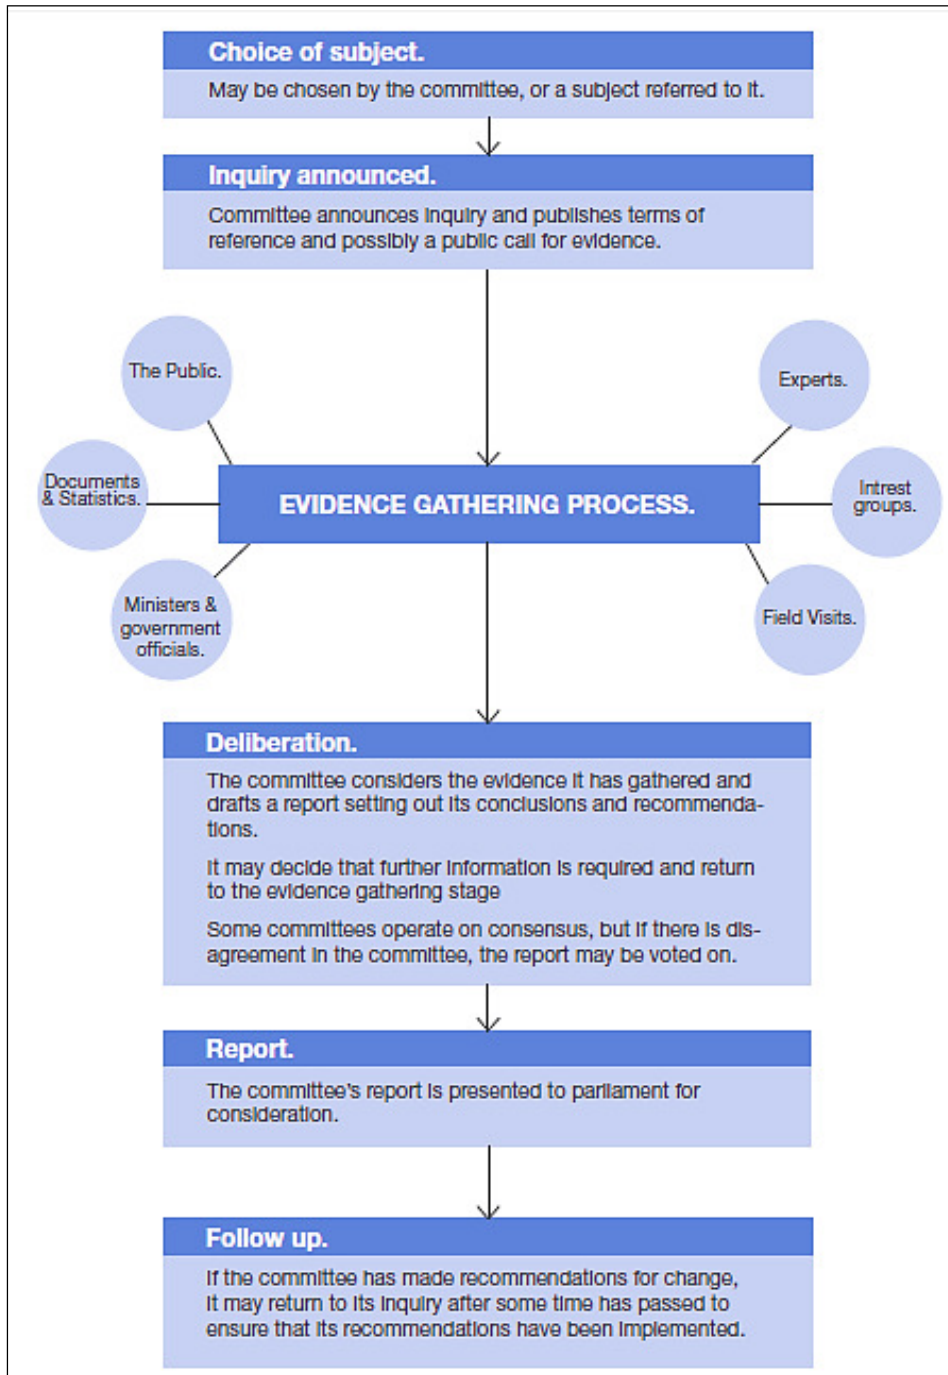 Choice of subject.
May be chosen by the committee, or a subject referred to it.
Inquiry announced.
Committee announces inquiry and publishes terms of
reference and possibly a public call for evidence.
The Public.
Experts.
Documents
& Statistics.
EVIDENCE GATHERING PROCESS.
Intrest
groups.
Ministers &
government
officials.
Field Visits.
Deliberation.
The committee considers the evidence it has gathered and
drafts a report setting out its conclusions and recommenda-
tions.
It may decide that further information is required and return
to the evidence gathering stage
Some committees operate on consensus, but if there is dis-
agreement in the committee, the report may be voted on.
Report.
The committee's report is presented to parliament for
consideration.
Follow up.
If the committee has made recommendations for change,
it may return to its inquiry after some time has passed to
ensure that its recommendations have been implemented.